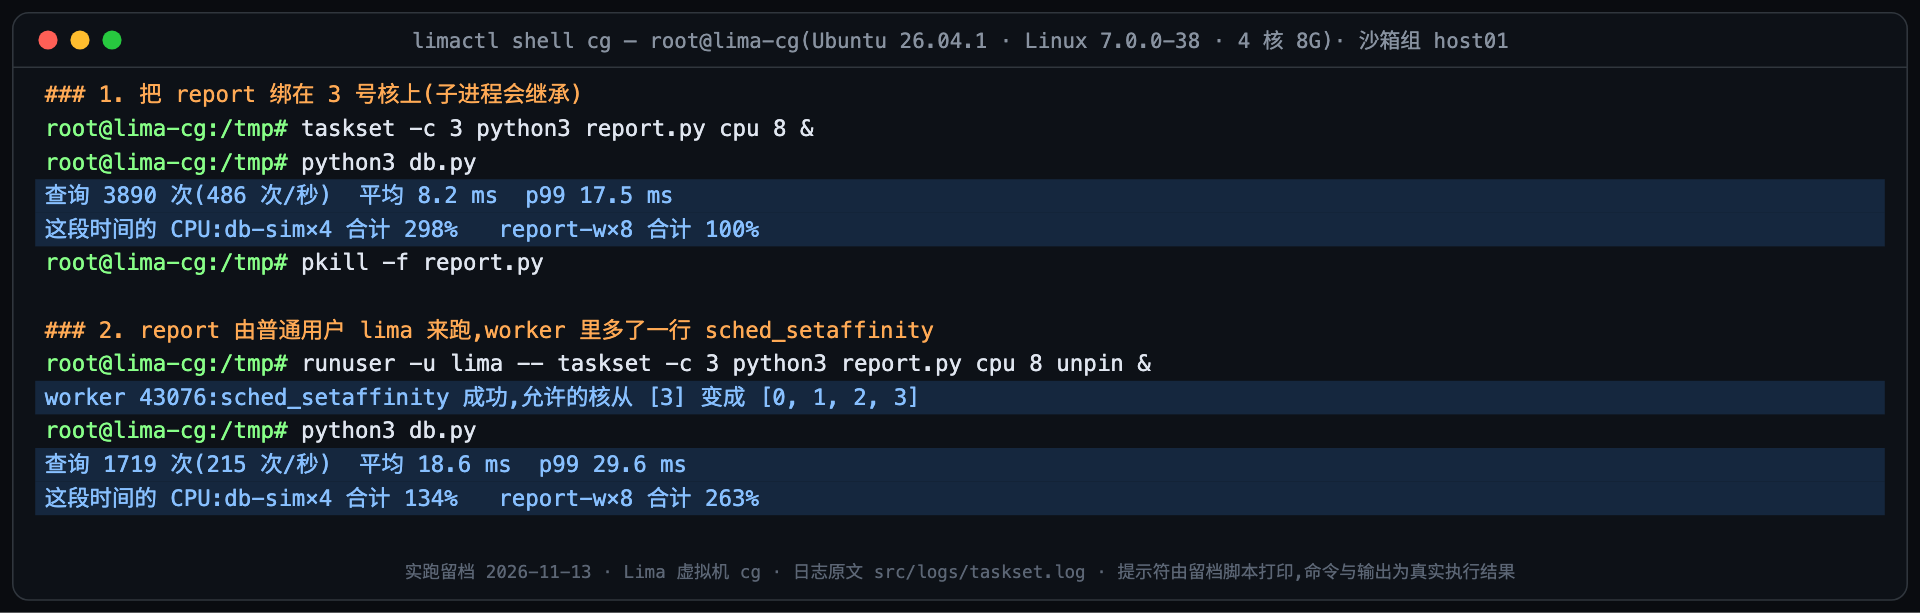 limactl shell cg — root@lima-cg(Ubuntu 26.04.1 · Linux 7.0.0-38 · 4 核 8G)· 沙箱组 host01
### 1. 把 report 绑在 3 号核上(子进程会继承)
root@lima-cg:/tmp# taskset -c 3 python3 report.py cpu 8 &
root@lima-cg:/tmp# python3 db.py
查询 3890 次(486 次/秒)  平均 8.2 ms  p99 17.5 ms
这段时间的 CPU:db-sim×4 合计 298%   report-w×8 合计 100%
root@lima-cg:/tmp# pkill -f report.py
### 2. report 由普通用户 lima 来跑,worker 里多了一行 sched_setaffinity
root@lima-cg:/tmp# runuser -u lima -- taskset -c 3 python3 report.py cpu 8 unpin &
worker 43076:sched_setaffinity 成功,允许的核从 [3] 变成 [0, 1, 2, 3]
root@lima-cg:/tmp# python3 db.py
查询 1719 次(215 次/秒)  平均 18.6 ms  p99 29.6 ms
这段时间的 CPU:db-sim×4 合计 134%   report-w×8 合计 263%
实跑留档 2026-11-13 · Lima 虚拟机 cg · 日志原文 src/logs/taskset.log · 提示符由留档脚本打印,命令与输出为真实执行结果